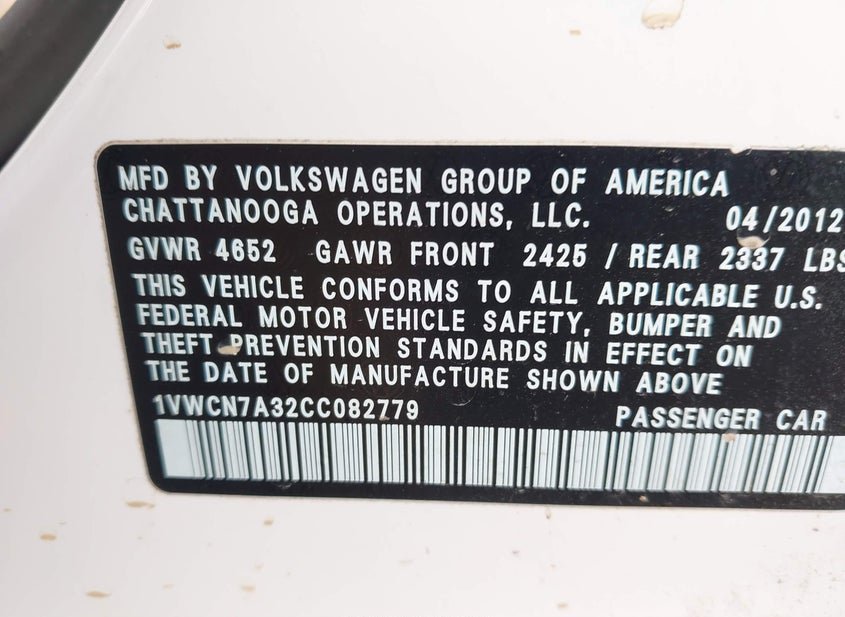 MFD BY VOLKSWAGEN GROUP OF AMERICA
CHATTANOOGA OPERATIONS, LLC. 04/2012
GVWR 4652 GAWR FRONT 2425 / REAR 2337 LBS
THIS VEHICLE CONFORMS TO ALL APPLICABLE U.S.
FEDERAL MOTOR VEHICLE SAFETY, BUMPER AND
THEFT PREVENTION STANDARDS IN EFFECT ON
THE DATE OF MANUFACTURE SHOWN ABOVE.
1VWCN7A32CC082779 PASSENGER CAR